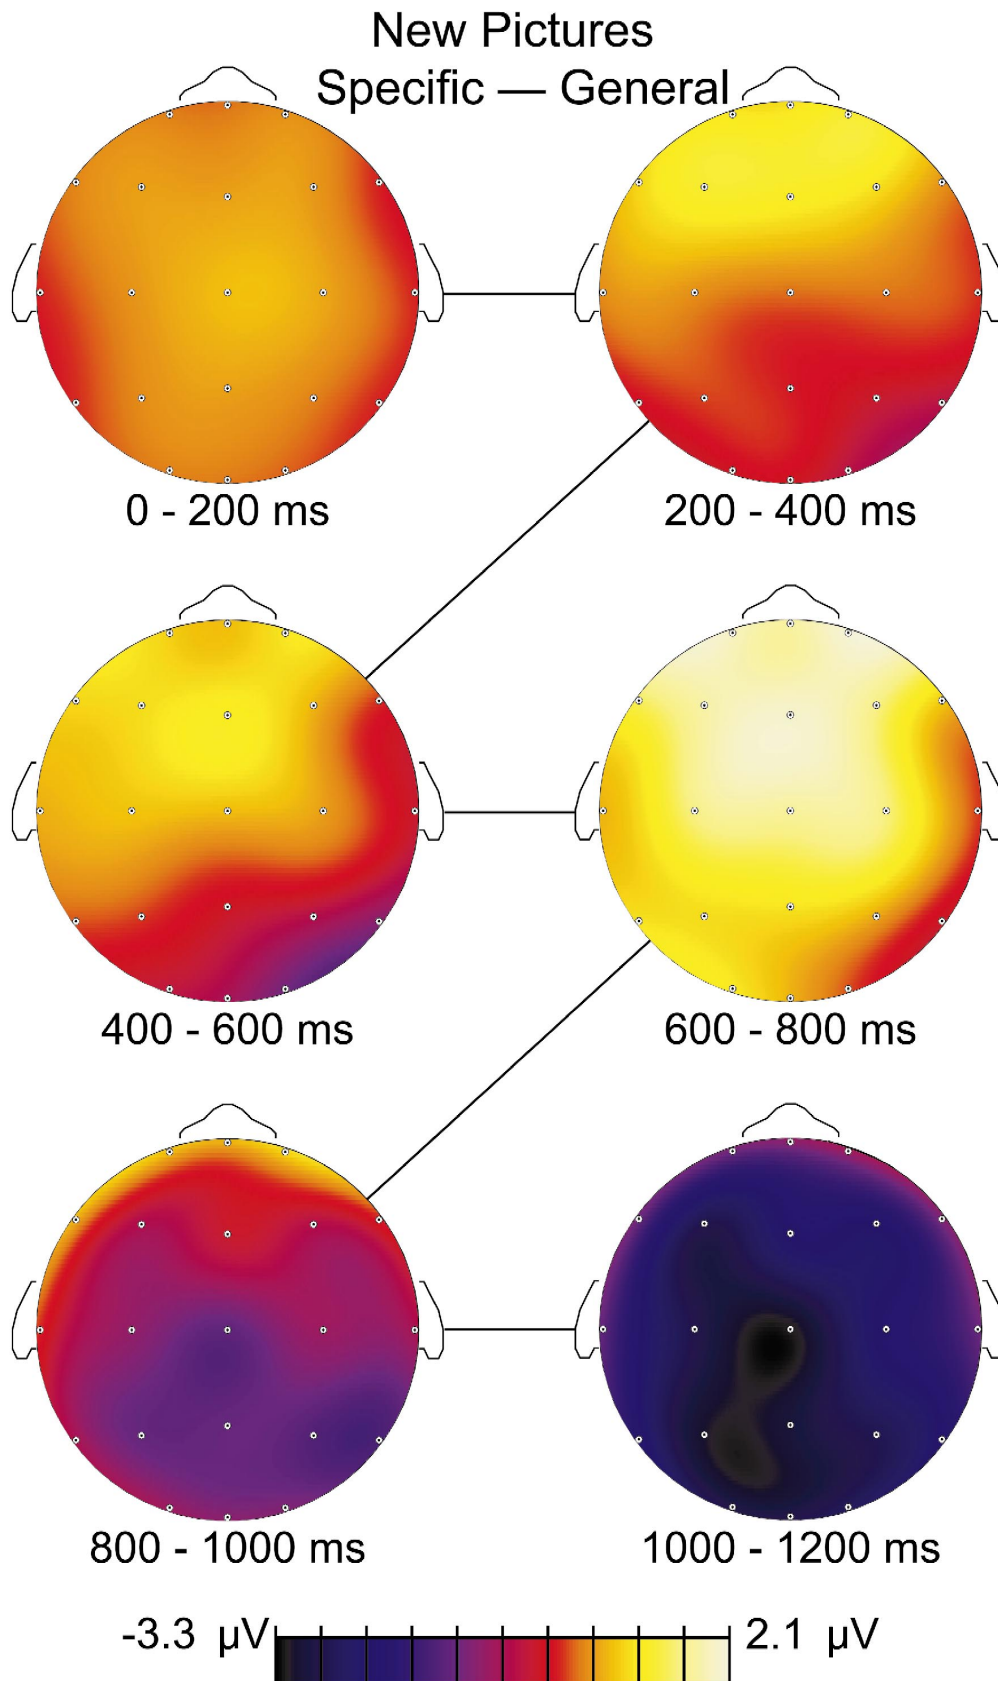 New Pictures
Specific — General
0 - 200 ms
200 - 400 ms
400 - 600 ms
600 - 800 ms
800 - 1000 ms
1000 - 1200 ms
-3.3 µV
2.1 µV